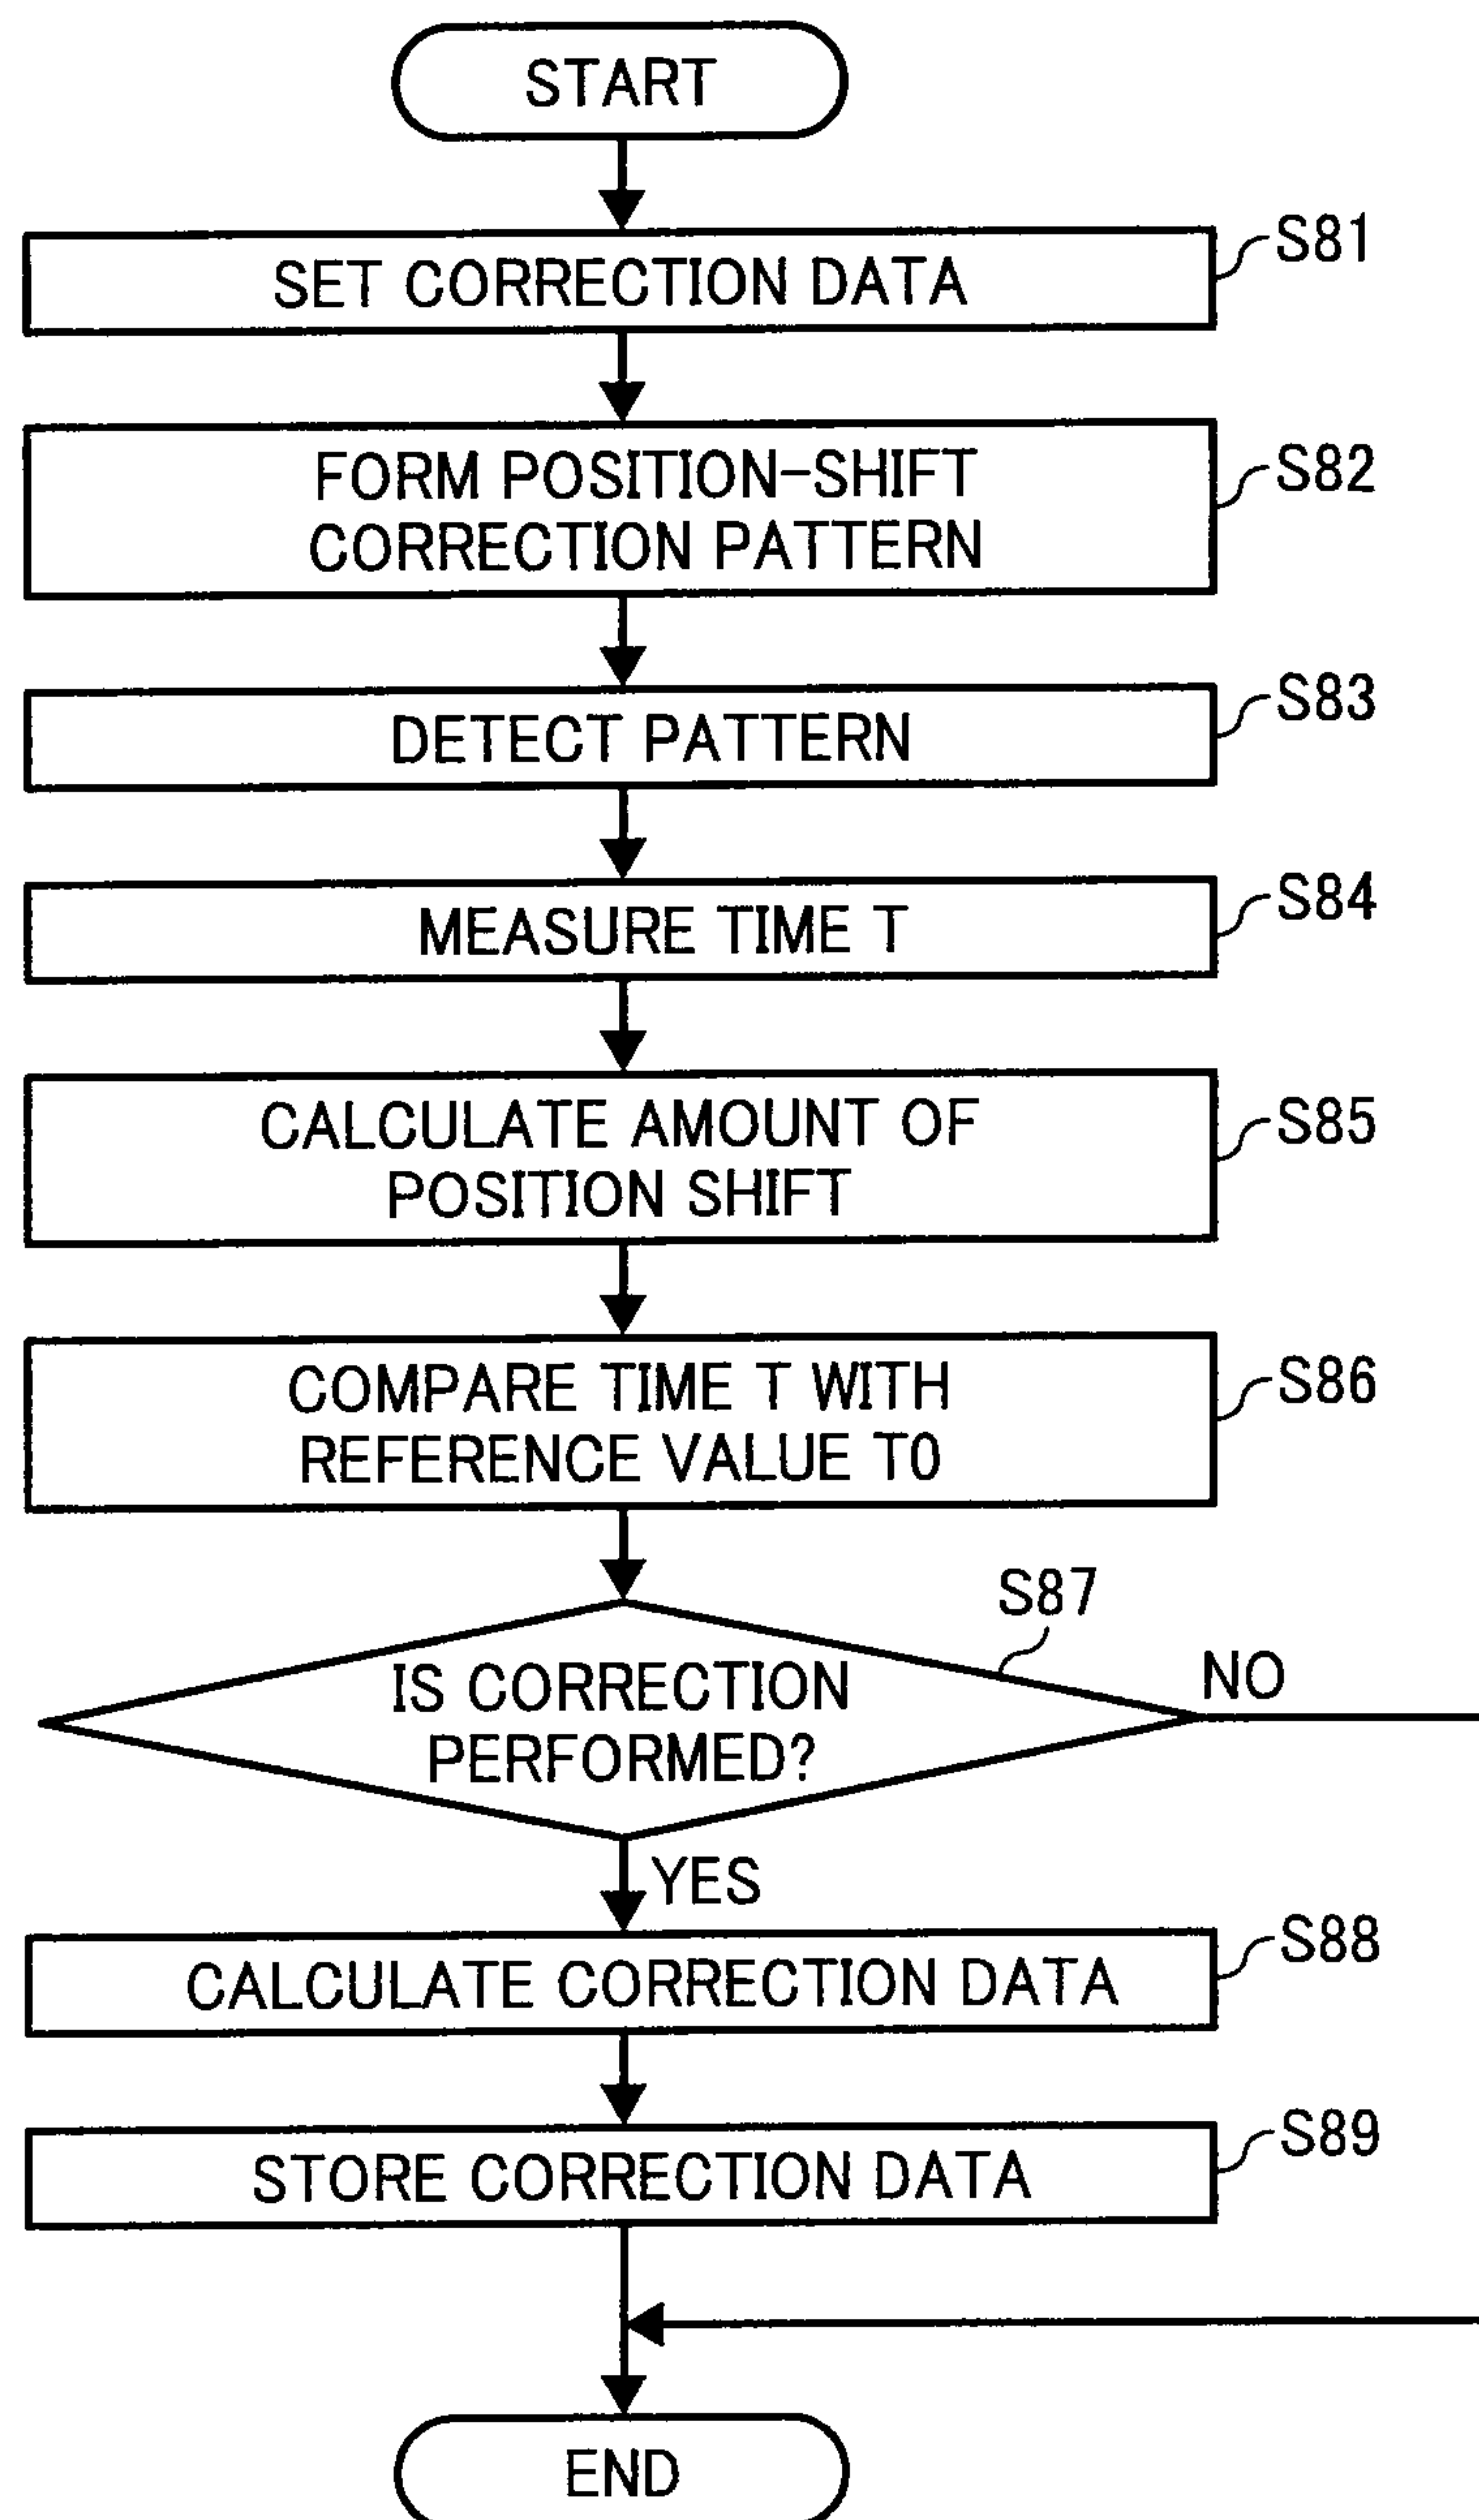 START
SET CORRECTION DATA
S81
FORM POSITION-SHIFT
CORRECTION PATTERN
S82
DETECT PATTERN
S83
MEASURE TIME T
S84
CALCULATE AMOUNT OF
POSITION SHIFT
S85
COMPARE TIME T WITH
REFERENCE VALUE T0
S86
S87
IS CORRECTION
PERFORMED?
NO
YES
CALCULATE CORRECTION DATA
S88
STORE CORRECTION DATA
S89
END